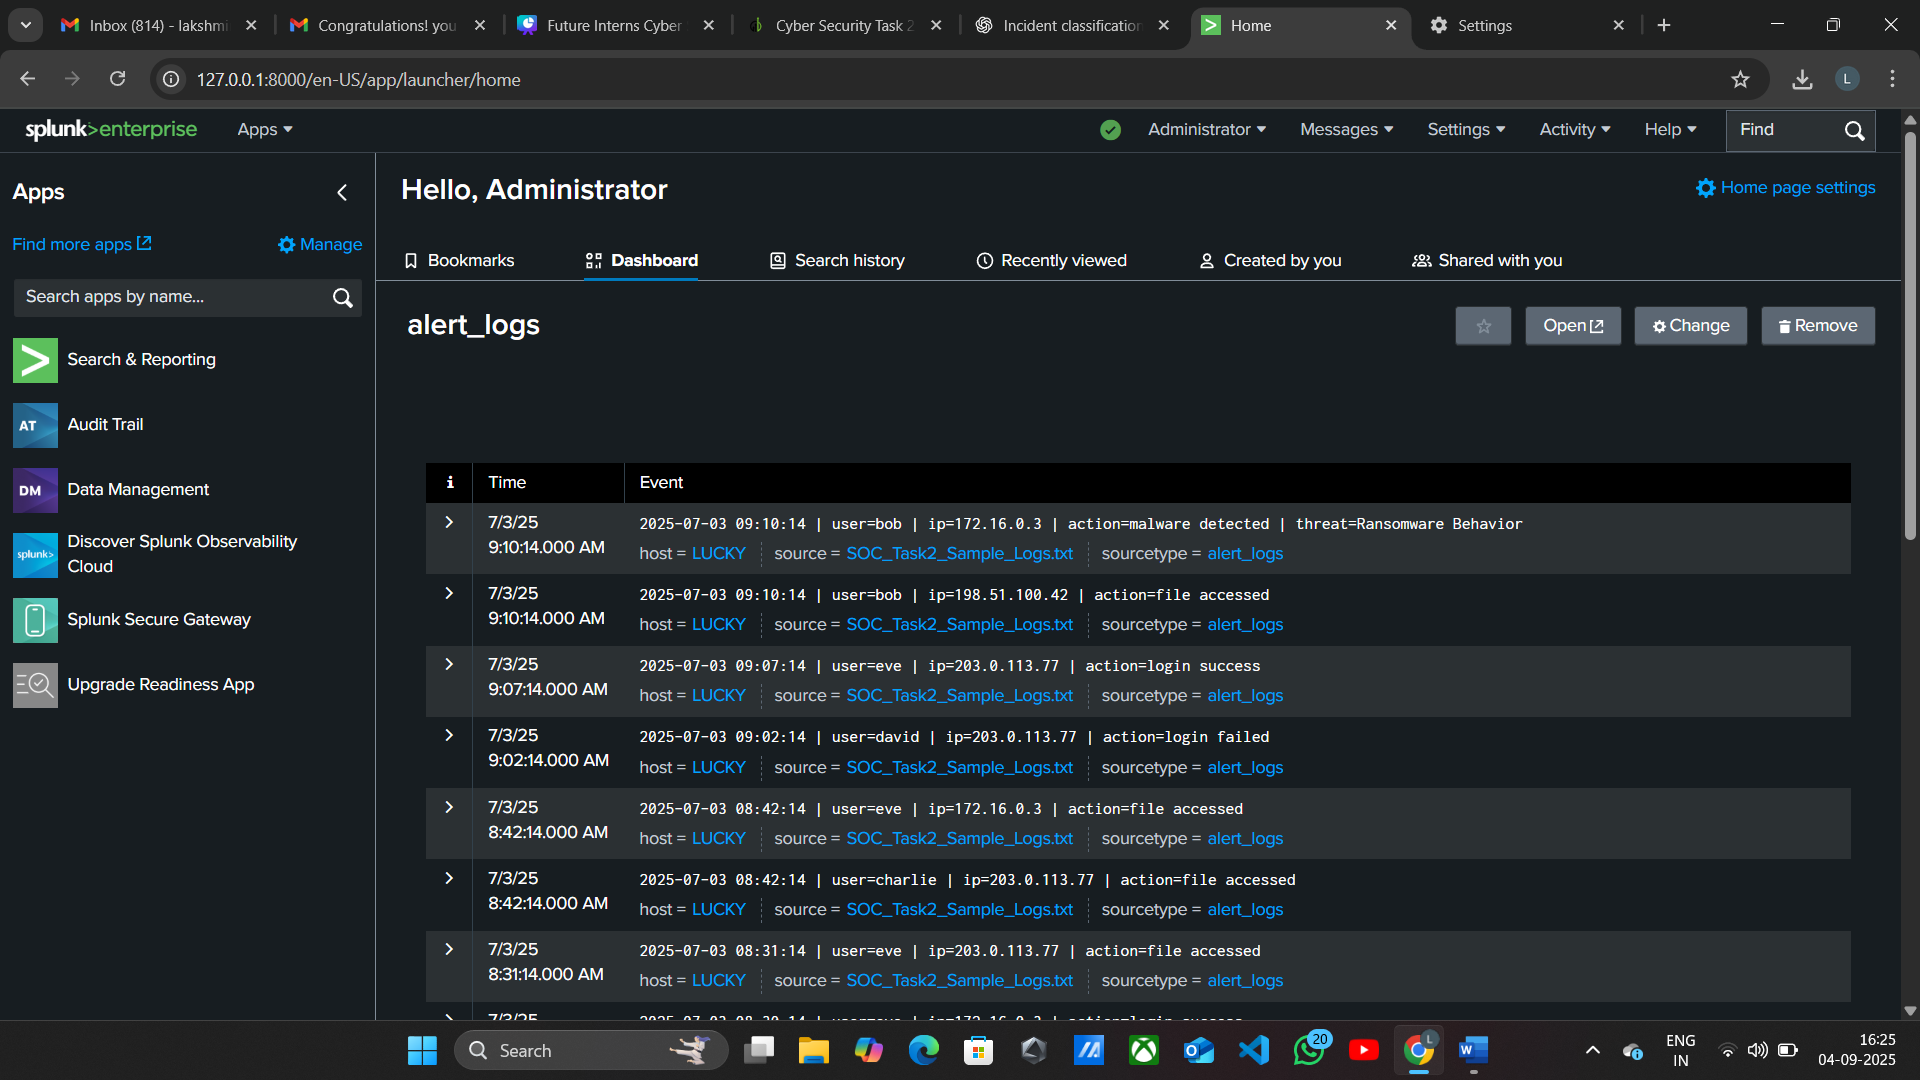 Inbox (814) - lakshmi
Congratulations! you
Future Interns Cyber
Cyber Security Task 2
Incident classification
Home
Settings
127.0.0.1:8000/en-US/app/launcher/home
L
splunk>enterprise
Apps
Administrator
Messages
Settings
Activity
Help
Find
Apps
Find more apps
Manage
Search apps by name...
Search & Reporting
AT
Audit Trail
DM
Data Management
splunk>
Discover Splunk Observability
Cloud
Splunk Secure Gateway
Upgrade Readiness App
Hello, Administrator
Home page settings
Bookmarks
Dashboard
Search history
Recently viewed
Created by you
Shared with you
alert_logs
Open
Change
Remove
i Time Event
7/3/25
9:10:14.000 AM
2025-07-03 09:10:14 | user=bob | ip=172.16.0.3 | action=malware detected | threat=Ransomware Behavior
host = LUCKY source = SOC_Task2_Sample_Logs.txt sourcetype = alert_logs
7/3/25
9:10:14.000 AM
2025-07-03 09:10:14 | user=bob | ip=198.51.100.42 | action=file accessed
host = LUCKY source = SOC_Task2_Sample_Logs.txt sourcetype = alert_logs
7/3/25
9:07:14.000 AM
2025-07-03 09:07:14 | user=eve | ip=203.0.113.77 | action=login success
host = LUCKY source = SOC_Task2_Sample_Logs.txt sourcetype = alert_logs
7/3/25
9:02:14.000 AM
2025-07-03 09:02:14 | user=david | ip=203.0.113.77 | action=login failed
host = LUCKY source = SOC_Task2_Sample_Logs.txt sourcetype = alert_logs
7/3/25
8:42:14.000 AM
2025-07-03 08:42:14 | user=eve | ip=172.16.0.3 | action=file accessed
host = LUCKY source = SOC_Task2_Sample_Logs.txt sourcetype = alert_logs
7/3/25
8:42:14.000 AM
2025-07-03 08:42:14 | user=charlie | ip=203.0.113.77 | action=file accessed
host = LUCKY source = SOC_Task2_Sample_Logs.txt sourcetype = alert_logs
7/3/25
8:31:14.000 AM
2025-07-03 08:31:14 | user=eve | ip=203.0.113.77 | action=file accessed
host = LUCKY source = SOC_Task2_Sample_Logs.txt sourcetype = alert_logs
7/3/25
Search
20
L
ENG
IN
16:25
04-09-2025